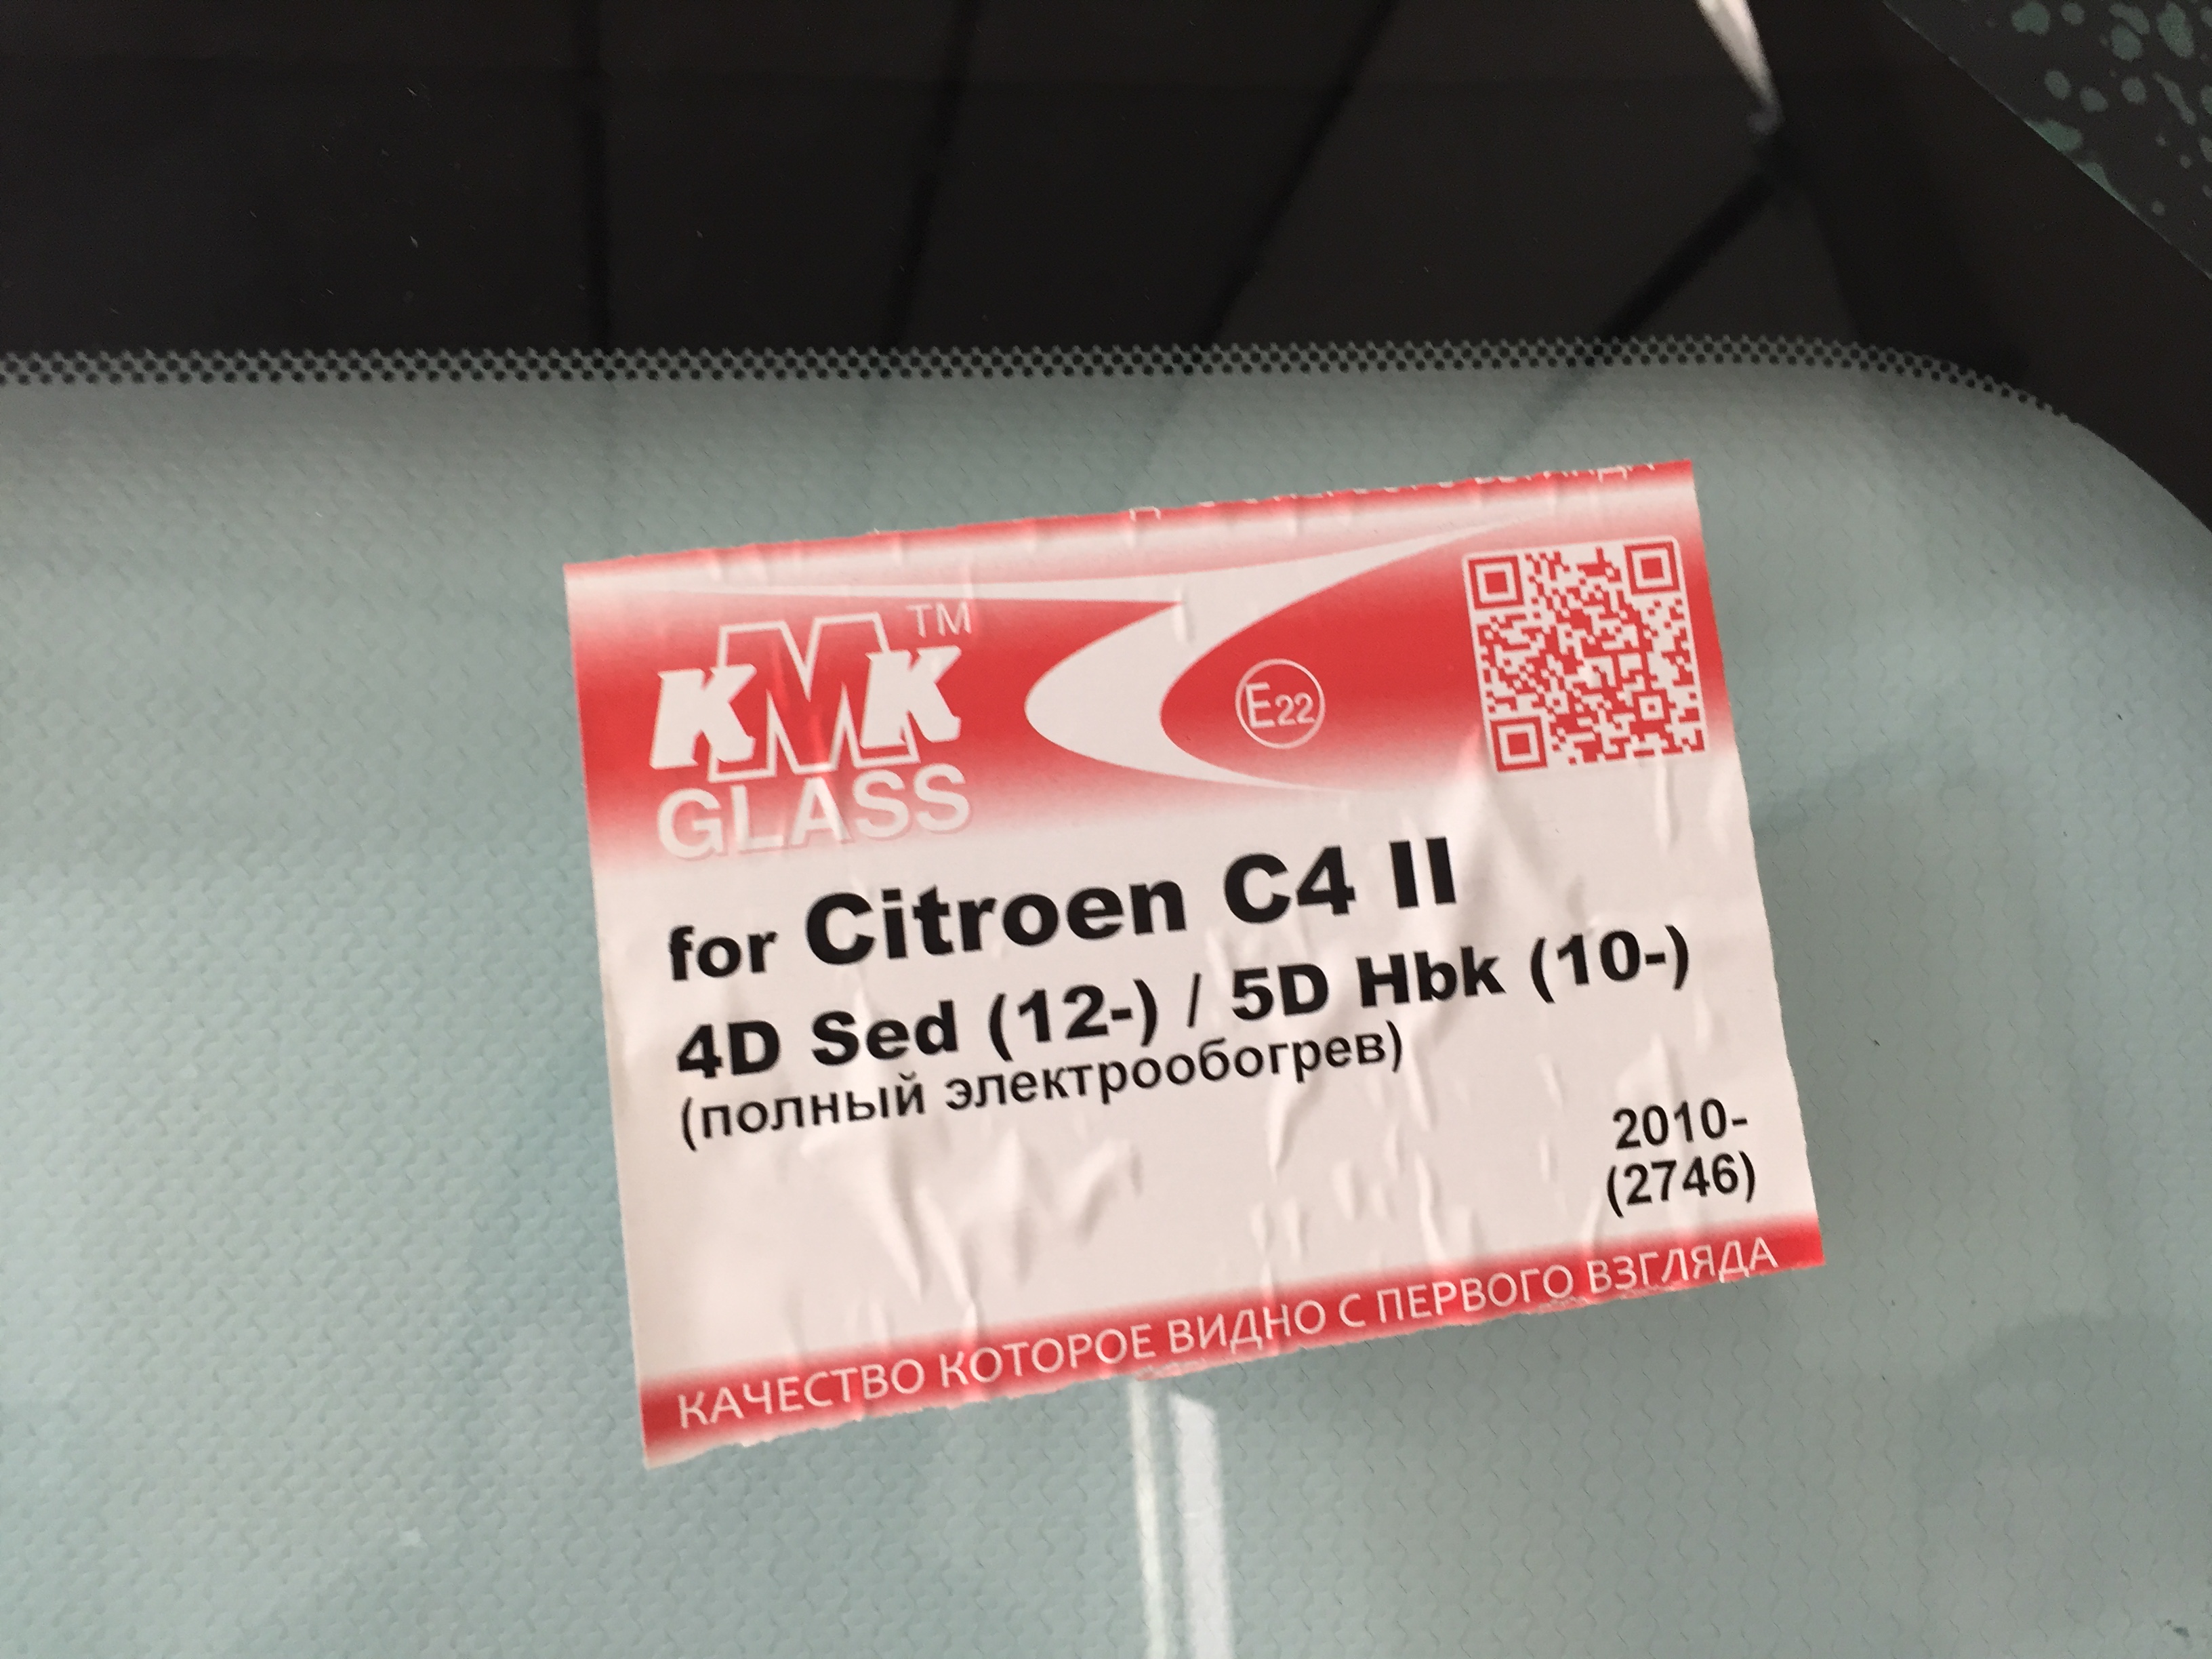 KMK TM
GLASS
E22
for Citroen C4 II
4D Sed (12-) / 5D Hbk (10-)
(полный электрообогрев)
2010-
(2746)
КАЧЕСТВО КОТОРОЕ ВИДНО С ПЕРВОГО ВЗГЛЯДА